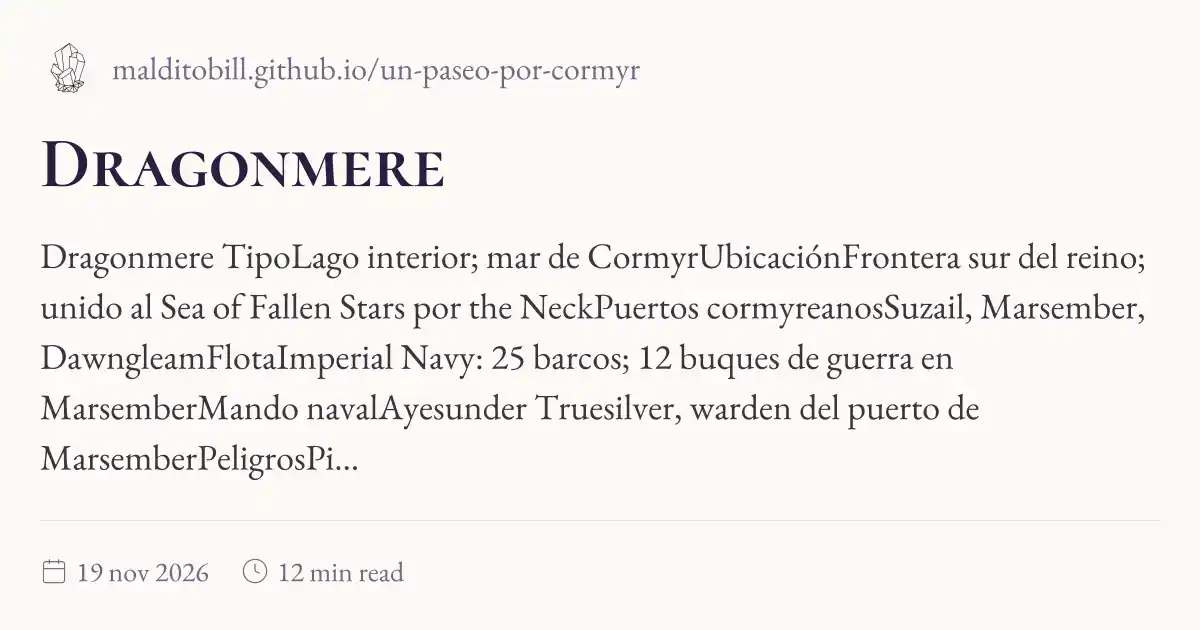 malditobill.github.io/un-paseo-por-cormyr
Dragonmere
Dragonmere TipoLago interior; mar de CormyrUbicaciónFrontera sur del reino;
unido al Sea of Fallen Stars por the NeckPuertos cormyreanosSuzail, Marsember,
DawngleamFlotaImperial Navy: 25 barcos; 12 buques de guerra en
MarsemberMando navalAyesunder Truesilver, warden del puerto de
MarsemberPeligrosPi...
19 nov 2026
12 min read